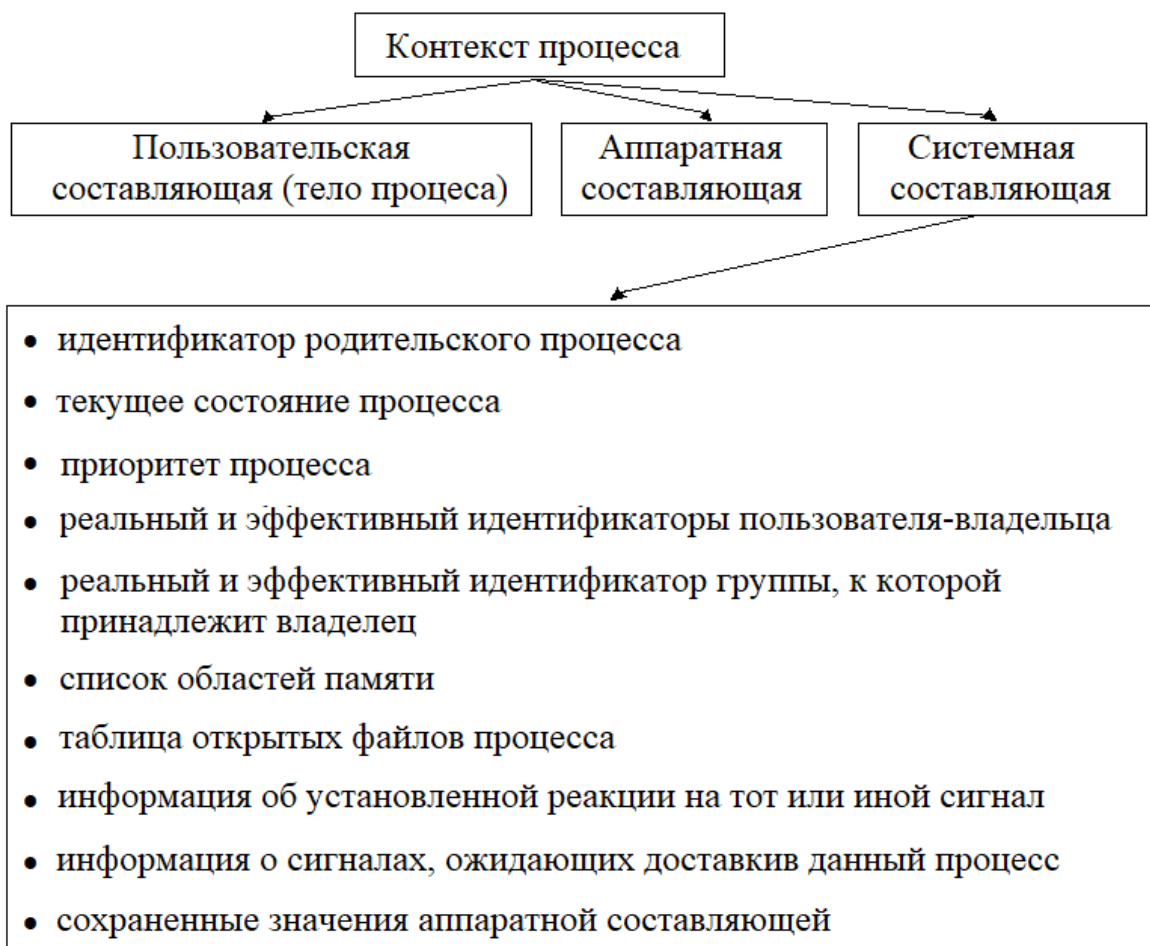 Контекст процесса
Пользовательская
составляющая (тело процеса)
Аппаратная
составляющая
Системная
составляющая
• идентификатор родительского процесса
• текущее состояние процесса
• приоритет процесса
• реальный и эффективный идентификаторы пользователя-владельца
• реальный и эффективный идентификатор группы, к которой
принадлежит владелец
• список областей памяти
• таблица открытых файлов процесса
• информация об установленной реакции на тот или иной сигнал
• информация о сигналах, ожидающих доставкив данный процесс
• сохраненные значения аппаратной составляющей